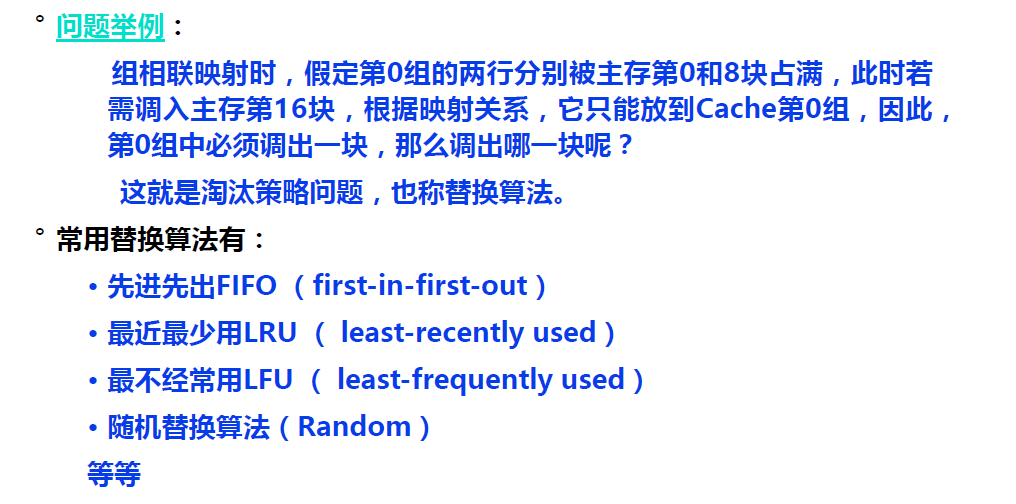 ° 问题举例：
组相联映射时，假定第0组的两行分别被主存第0和8块占满，此时若
需调入主存第16块，根据映射关系，它只能放到Cache第0组，因此，
第0组中必须调出一块，那么调出哪一块呢？
这就是淘汰策略问题，也称替换算法。
° 常用替换算法有：
• 先进先出FIFO （first-in-first-out）
• 最近最少用LRU （ least-recently used）
• 最不经常用LFU （ least-frequently used）
• 随机替换算法（Random）
等等